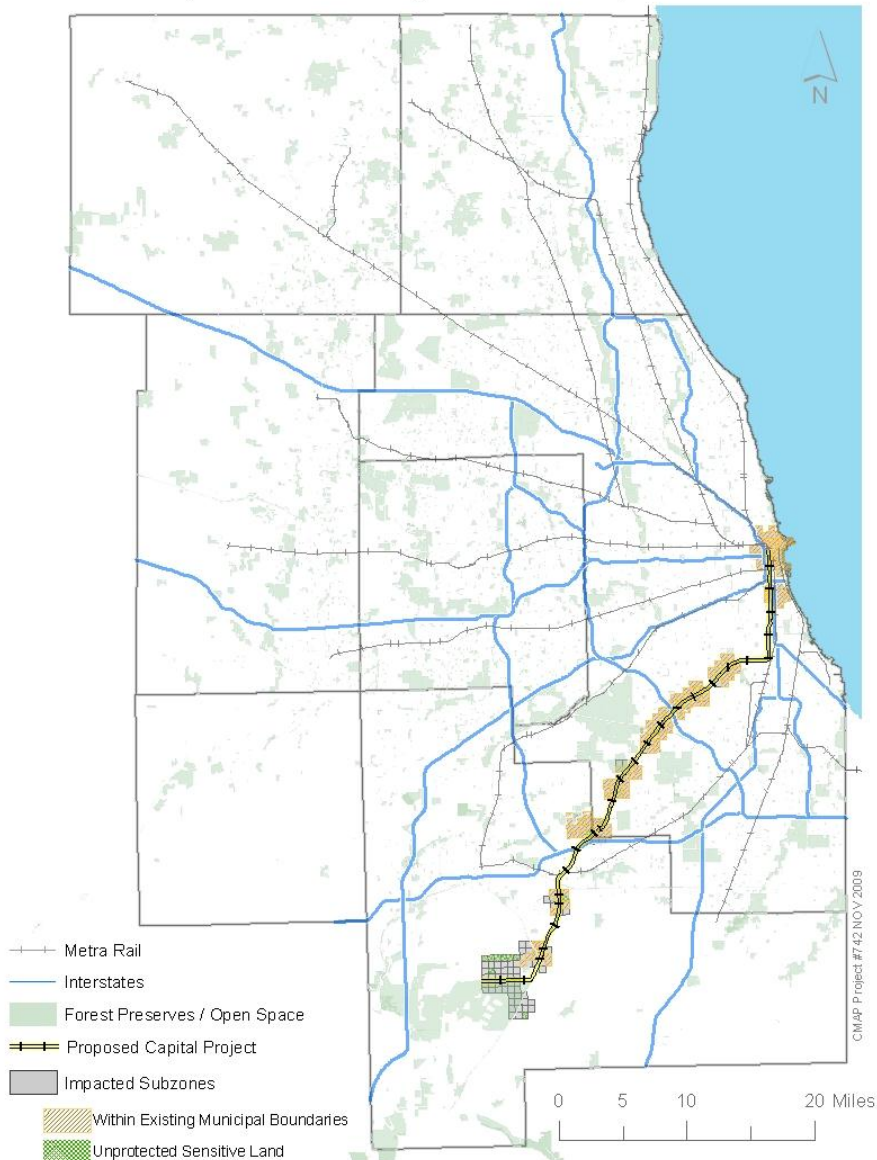 N
CMAP Project #742 NOV 2009
Metra Rail
Interstates
Forest Preserves / Open Space
Proposed Capital Project
Impacted Subzones
Within Existing Municipal Boundaries
Unprotected Sensitive Land
0 5 10 20 Miles